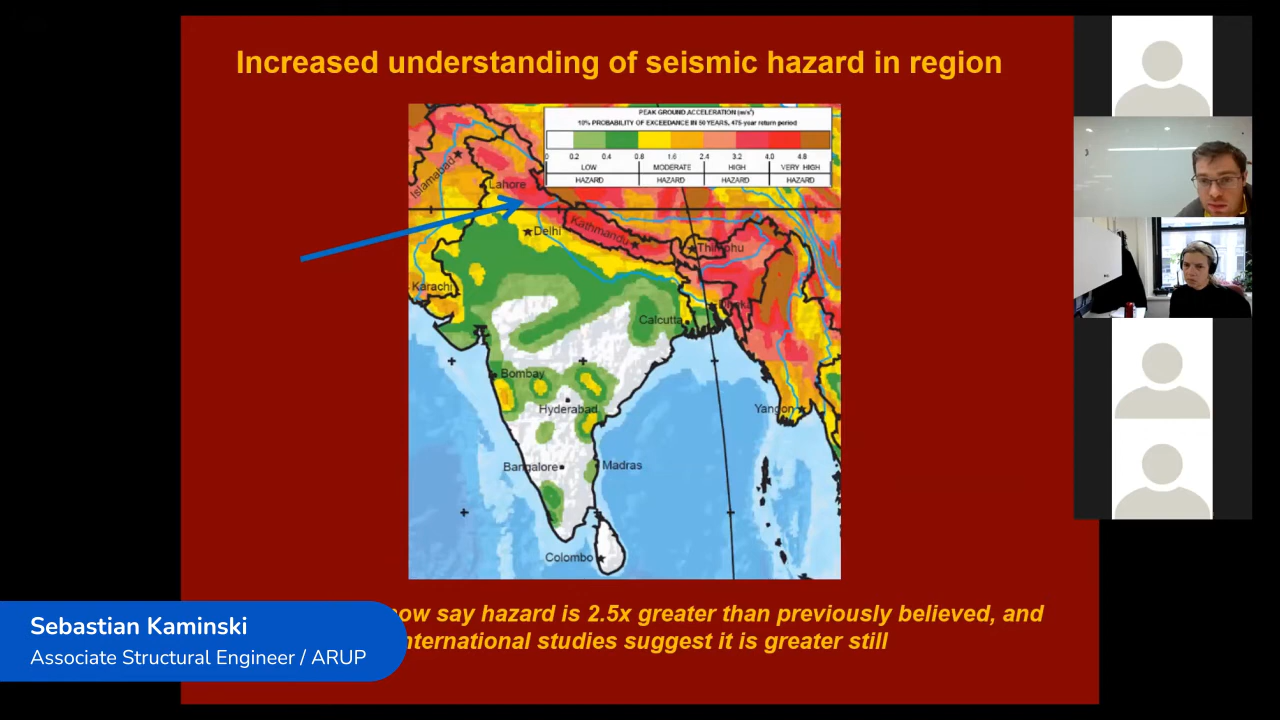 Increased understanding of seismic hazard in region
PEAK GROUND ACCELERATION (m/s²)
10% PROBABILITY OF EXCEEDANCE IN 50 YEARS, 475-year return period
0 0.2 0.4 0.8 1.6 2.4 3.2 4.0 4.8
LOW MODERATE HIGH VERY HIGH
HAZARD HAZARD HAZARD HAZARD
Islamabad
Lahore
Delhi
Kathmandu
Thimphu
Karachi
Dhaka
Calcutta
Bombay
Hyderabad
Yangon
Bangalore
Madras
Colombo
now say hazard is 2.5x greater than previously believed, and
international studies suggest it is greater still
Sebastian Kaminski
Associate Structural Engineer / ARUP